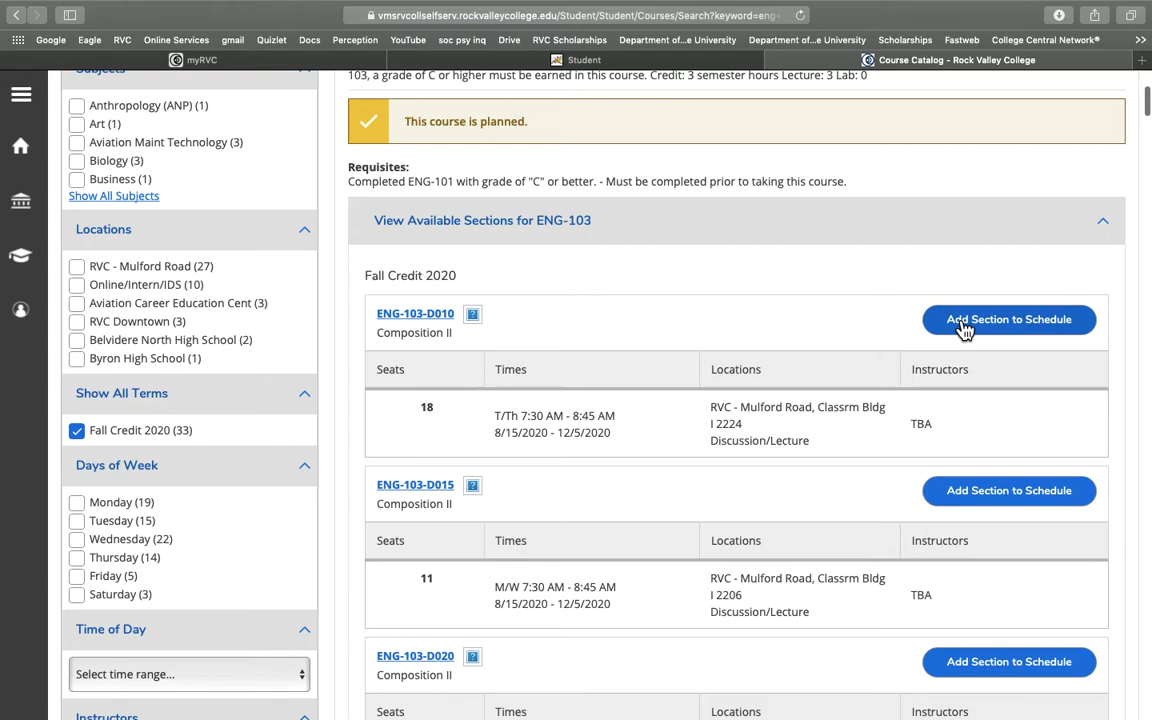 vmsrvcollselfserv.rockvalleycollege.edu/Student/Student/Courses/Search?keyword=eng-
Google Eagle RVC Online Services gmail Quizlet Docs Perception YouTube soc psy inq Drive RVC Scholarships Department of...e University Department of...e University Scholarships Fastweb College Central Network® >>
myRVC Student Course Catalog - Rock Valley College +
Subjects
Anthropology (ANP) (1)
Art (1)
Aviation Maint Technology (3)
Biology (3)
Business (1)
Show All Subjects
Locations
RVC - Mulford Road (27)
Online/Intern/IDS (10)
Aviation Career Education Cent (3)
RVC Downtown (3)
Belvidere North High School (2)
Byron High School (1)
Show All Terms
Fall Credit 2020 (33)
Days of Week
Monday (19)
Tuesday (15)
Wednesday (22)
Thursday (14)
Friday (5)
Saturday (3)
Time of Day
Select time range...
Instructors
103, a grade of C or higher must be earned in this course. Credit: 3 semester hours Lecture: 3 Lab: 0
This course is planned.
Requisites:
Completed ENG-101 with grade of "C" or better. - Must be completed prior to taking this course.
View Available Sections for ENG-103
Fall Credit 2020
ENG-103-D010 ?
Composition II
Add Section to Schedule
Seats Times Locations Instructors
18
T/Th 7:30 AM - 8:45 AM
8/15/2020 - 12/5/2020
RVC - Mulford Road, Classrm Bldg
I 2224
Discussion/Lecture
TBA
ENG-103-D015 ?
Composition II
Add Section to Schedule
Seats Times Locations Instructors
11
M/W 7:30 AM - 8:45 AM
8/15/2020 - 12/5/2020
RVC - Mulford Road, Classrm Bldg
I 2206
Discussion/Lecture
TBA
ENG-103-D020 ?
Composition II
Add Section to Schedule
Seats Times Locations Instructors